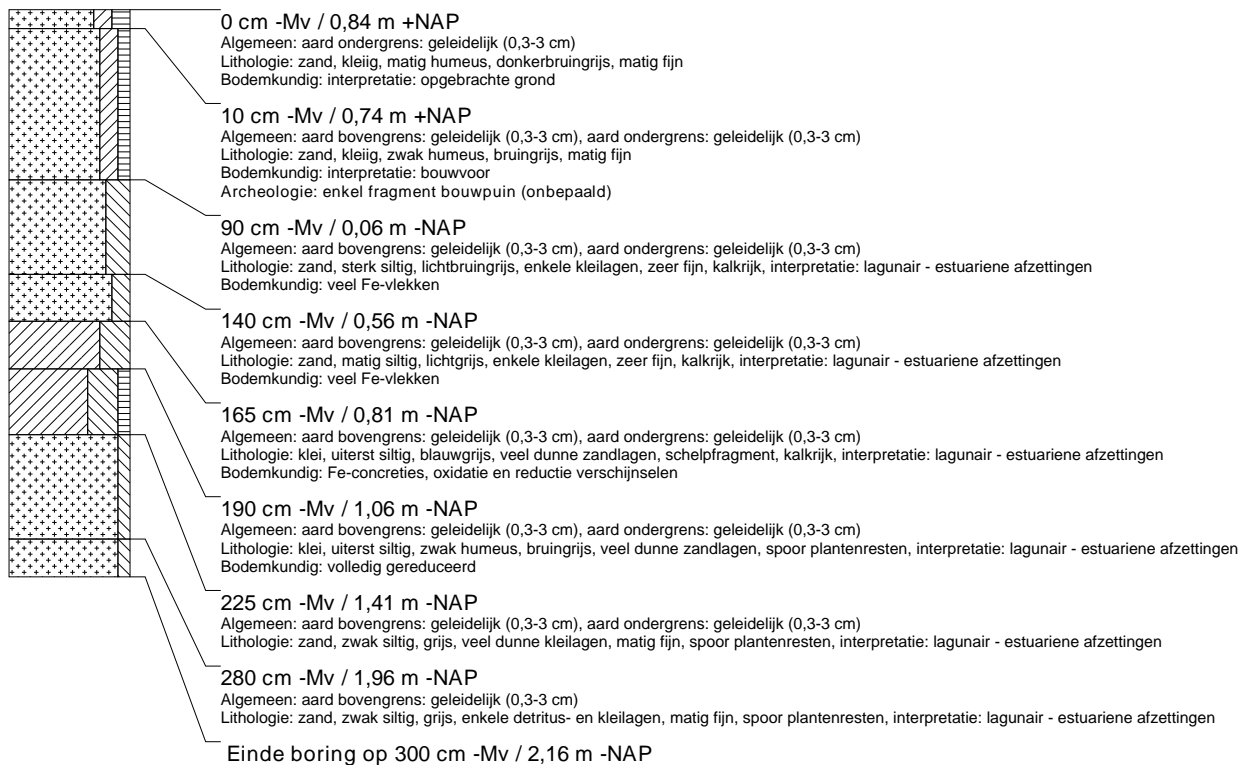 0 cm -Mv / 0,84 m +NAP
Algemeen: aard ondergrens: geleidelijk (0,3-3 cm)
Lithologie: zand, kleiig, matig humeus, donkerbruingrijs, matig fijn
Bodemkundig: interpretatie: opgebrachte grond
10 cm -Mv / 0,74 m +NAP
Algemeen: aard bovengrens: geleidelijk (0,3-3 cm), aard ondergrens: geleidelijk (0,3-3 cm)
Lithologie: zand, kleiig, zwak humeus, bruingrijs, matig fijn
Bodemkundig: interpretatie: bouwvoor
Archeologie: enkel fragment bouwpuin (onbepaald)
90 cm -Mv / 0,06 m -NAP
Algemeen: aard bovengrens: geleidelijk (0,3-3 cm), aard ondergrens: geleidelijk (0,3-3 cm)
Lithologie: zand, sterk siltig, lichtbruingrijs, enkele kleilagen, zeer fijn, kalkrijk, interpretatie: lagunair - estuariene afzettingen
Bodemkundig: veel Fe-vlekken
140 cm -Mv / 0,56 m -NAP
Algemeen: aard bovengrens: geleidelijk (0,3-3 cm), aard ondergrens: geleidelijk (0,3-3 cm)
Lithologie: zand, matig siltig, lichtgrijs, enkele kleilagen, zeer fijn, kalkrijk, interpretatie: lagunair - estuariene afzettingen
Bodemkundig: veel Fe-vlekken
165 cm -Mv / 0,81 m -NAP
Algemeen: aard bovengrens: geleidelijk (0,3-3 cm), aard ondergrens: geleidelijk (0,3-3 cm)
Lithologie: klei, uiterst siltig, blauwgrijs, veel dunne zandlagen, schelpfragment, kalkrijk, interpretatie: lagunair - estuariene afzettingen
Bodemkundig: Fe-concreties, oxidatie en reductie verschijnselen
190 cm -Mv / 1,06 m -NAP
Algemeen: aard bovengrens: geleidelijk (0,3-3 cm), aard ondergrens: geleidelijk (0,3-3 cm)
Lithologie: klei, uiterst siltig, zwak humeus, bruingrijs, veel dunne zandlagen, spoor plantenresten, interpretatie: lagunair - estuariene afzettingen
Bodemkundig: volledig gereduceerd
225 cm -Mv / 1,41 m -NAP
Algemeen: aard bovengrens: geleidelijk (0,3-3 cm), aard ondergrens: geleidelijk (0,3-3 cm)
Lithologie: zand, zwak siltig, grijs, veel dunne kleilagen, matig fijn, spoor plantenresten, interpretatie: lagunair - estuariene afzettingen
280 cm -Mv / 1,96 m -NAP
Algemeen: aard bovengrens: geleidelijk (0,3-3 cm)
Lithologie: zand, zwak siltig, grijs, enkele detritus- en kleilagen, matig fijn, spoor plantenresten, interpretatie: lagunair - estuariene afzettingen
Einde boring op 300 cm -Mv / 2,16 m -NAP